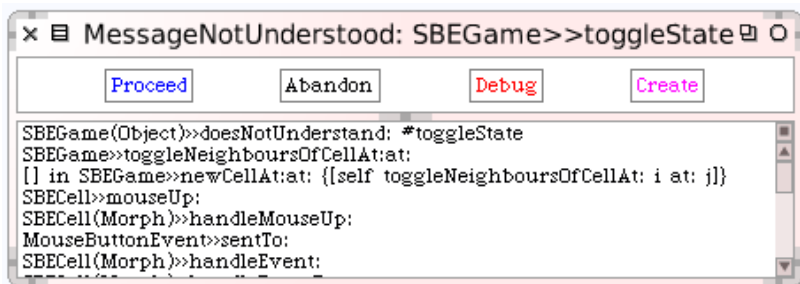 MessageNotUnderstood: SBEGame>>toggleState
Proceed Abandon Debug Create
SBEGame(Object)>>doesNotUnderstand: #toggleState
SBEGame>>toggleNeighboursOfCellAt:at:
[] in SBEGame>>newCellAt:at: {[self toggleNeighboursOfCellAt: i at: j]}
SBECell>>mouseUp:
SBECell(Morph)>>handleMouseUp:
MouseButtonEvent>>sentTo:
SBECell(Morph)>>handleEvent: